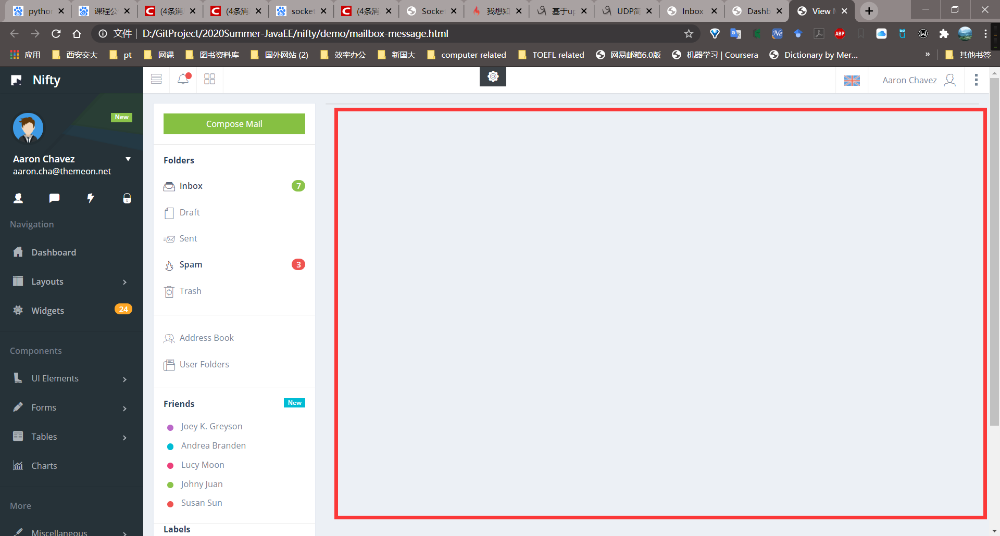 python
课程公
(4条消
(4条消
socket
(4条消
Socke
我想知
基于up
UDP简
Inbox
Dashb
View M
文件 D:/GitProject/2020Summer-JavaEE/nifty/demo/mailbox-message.html
应用 西安交大 pt 网课 图书资料库 国外网站 (2) 效率办公 新国大 computer related TOEFL related 网易邮箱6.0版 机器学习 | Coursera Dictionary by Mer... » 其他书签
Nifty
Aaron Chavez
New
Aaron Chavez
aaron.cha@themeon.net
Navigation
Dashboard
Layouts
Widgets 24
Components
UI Elements
Forms
Tables
Charts
More
Miscellaneous
Compose Mail
Folders
Inbox 7
Draft
Sent
Spam 3
Trash
Address Book
User Folders
Friends New
Joey K. Greyson
Andrea Branden
Lucy Moon
Johny Juan
Susan Sun
Labels